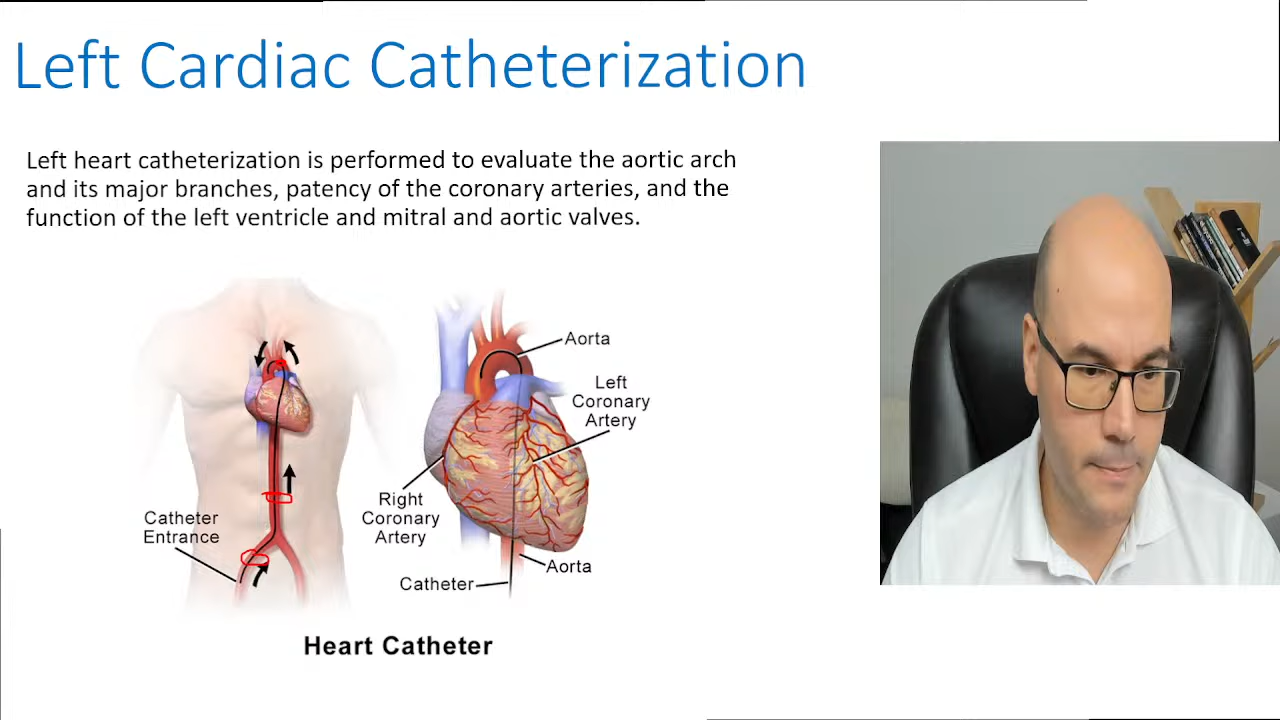 Left Cardiac Catheterization
Left heart catheterization is performed to evaluate the aortic arch
and its major branches, patency of the coronary arteries, and the
function of the left ventricle and mitral and aortic valves.
Catheter
Entrance
Aorta
Left
Coronary
Artery
Right
Coronary
Artery
Catheter
Aorta
Heart Catheter